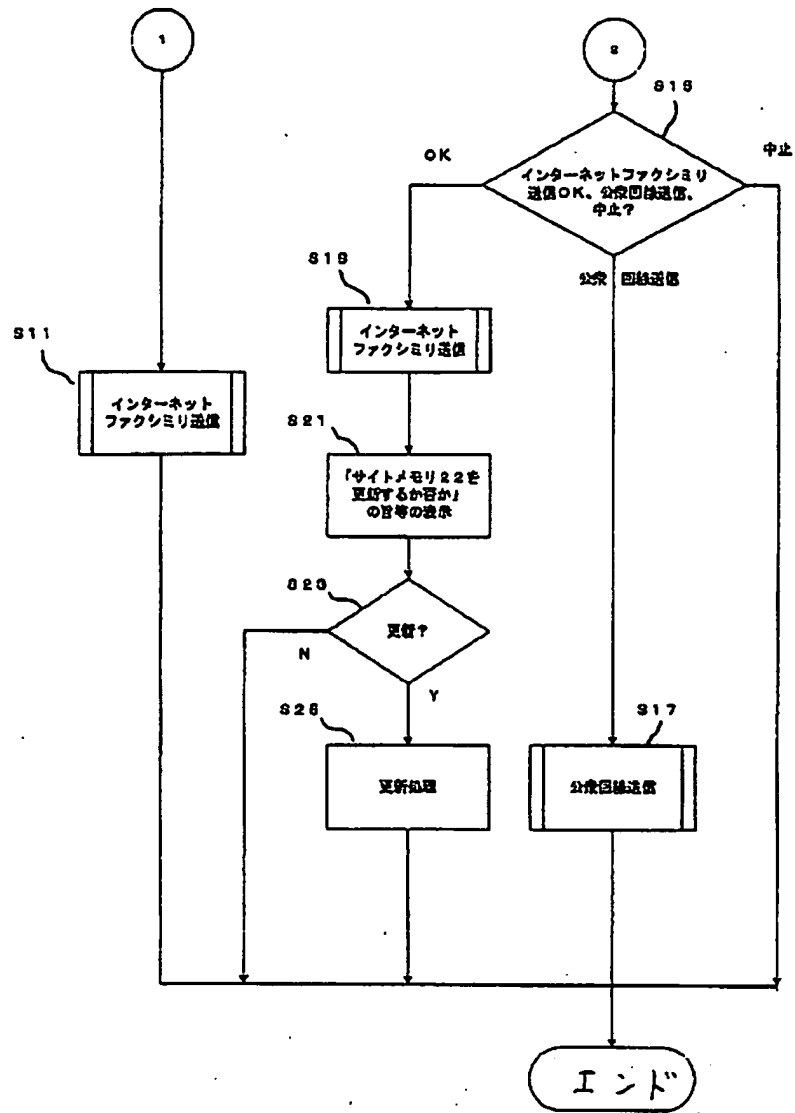 1
2
S15
OK
中止
インターネットファクシミリ
送信OK、公衆回線送信、
中止？
公衆回線送信
S19
インターネット
ファクシミリ送信
S11
インターネット
ファクシミリ送信
S21
「サイトメモリ22を
更新するか否か」
の旨等の表示
S23
更新？
N
Y
S25
更新処理
S17
公衆回線送信
エンド